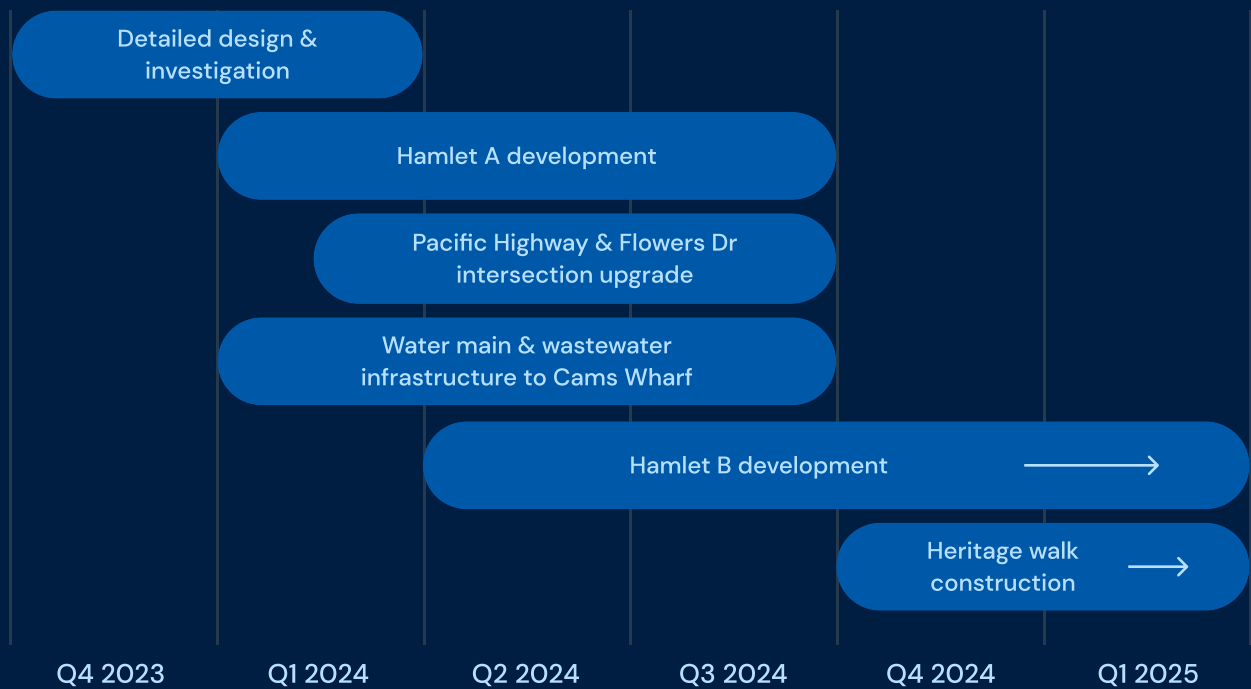 Detailed design &
investigation
Hamlet A development
Pacific Highway & Flowers Dr
intersection upgrade
Water main & wastewater
infrastructure to Cams Wharf
Hamlet B development
Heritage walk
construction
Q4 2023
Q1 2024
Q2 2024
Q3 2024
Q4 2024
Q1 2025